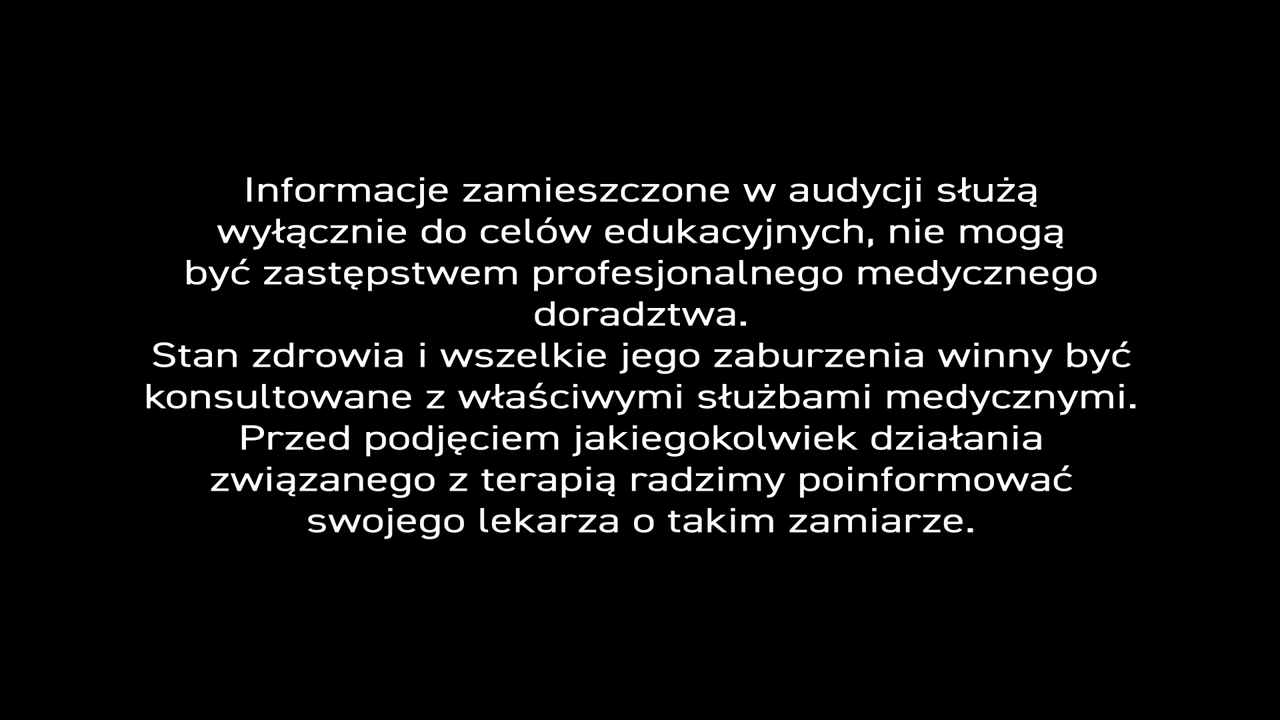 Informacje zamieszczone w audycji służą
wyłącznie do celów edukacyjnych, nie mogą
być zastępstwem profesjonalnego medycznego
doradztwa.
Stan zdrowia i wszelkie jego zaburzenia winny być
konsultowane z właściwymi służbami medycznymi.
Przed podjęciem jakiegokolwiek działania
związanego z terapią radzimy poinformować
swojego lekarza o takim zamiarze.